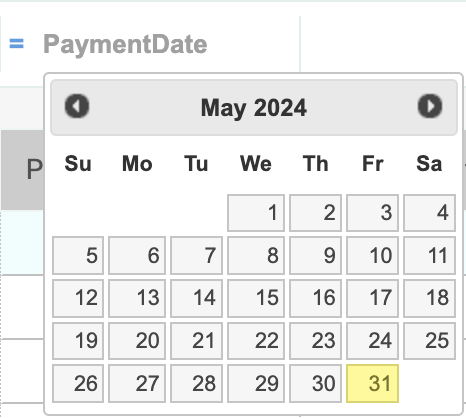 = PaymentDate
May 2024
Su Mo Tu We Th Fr Sa
1 2 3 4
5 6 7 8 9 10 11
P
12 13 14 15 16 17 18
19 20 21 22 23 24 25
26 27 28 29 30 31